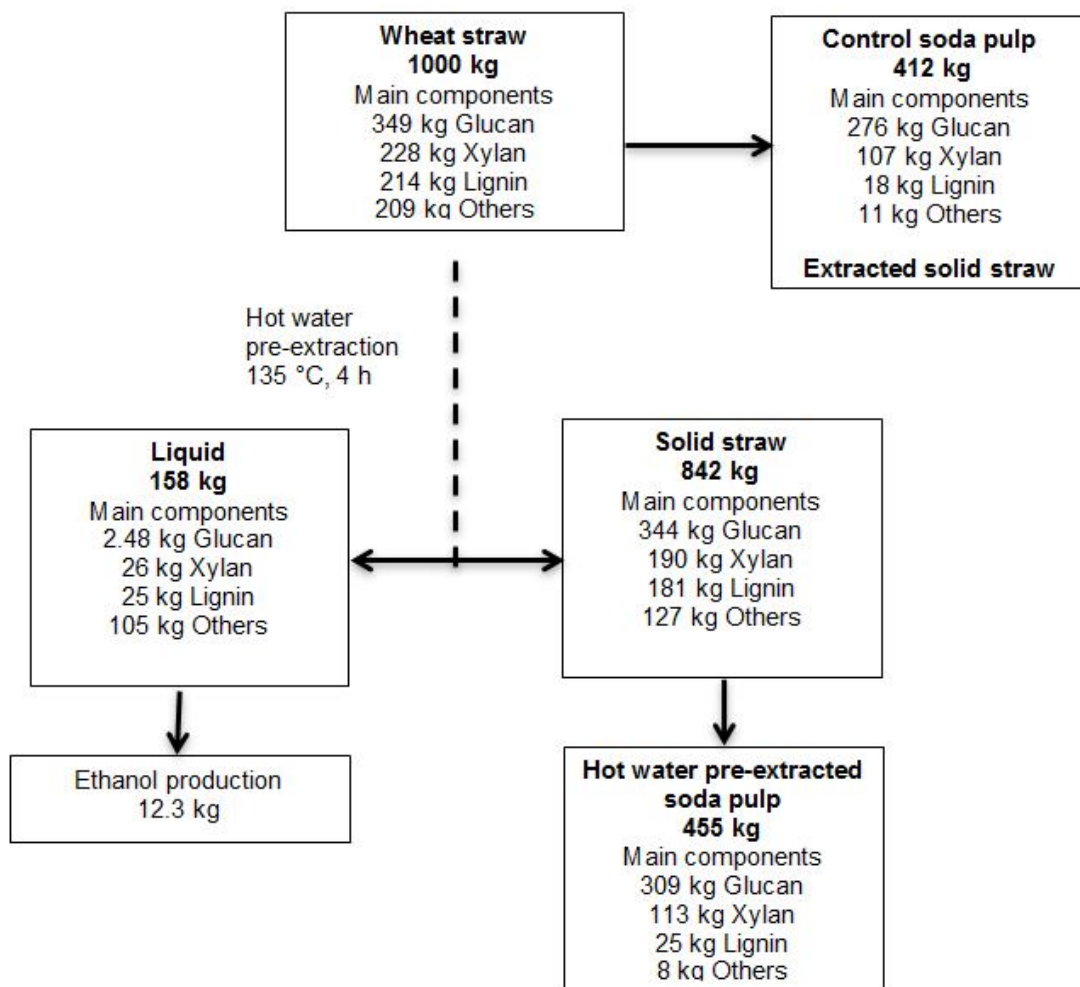 Wheat straw
1000 kg
Main components
349 kg Glucan
228 kg Xylan
214 kg Lignin
209 kg Others
Control soda pulp
412 kg
Main components
276 kg Glucan
107 kg Xylan
18 kg Lignin
11 kg Others
Extracted solid straw
Hot water
pre-extraction
135 °C, 4 h
Liquid
158 kg
Main components
2.48 kg Glucan
26 kg Xylan
25 kg Lignin
105 kg Others
Solid straw
842 kg
Main components
344 kg Glucan
190 kg Xylan
181 kg Lignin
127 kg Others
Ethanol production
12.3 kg
Hot water pre-extracted
soda pulp
455 kg
Main components
309 kg Glucan
113 kg Xylan
25 kg Lignin
8 kg Others